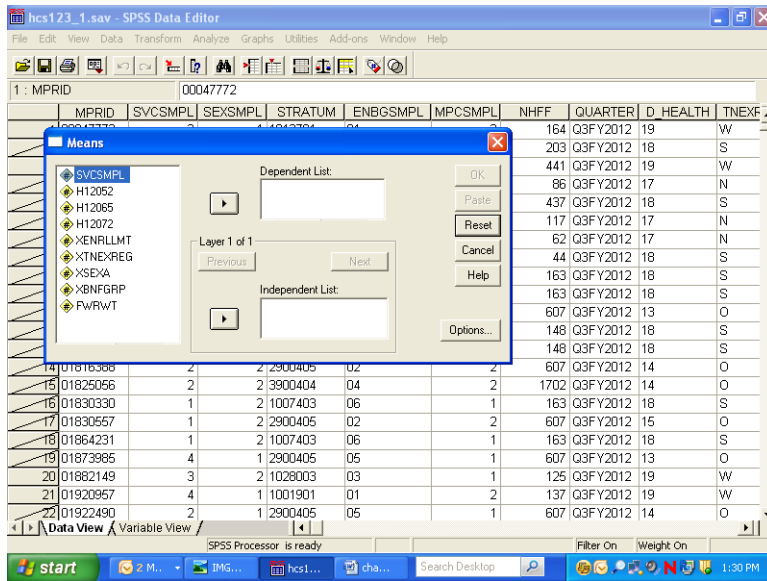 hcs123_1.sav - SPSS Data Editor
File Edit View Data Transform Analyze Graphs Utilities Add-ons Window Help
1 : MPRID 00047772
MPRID SVCSMPL SEXSMPL STRATUM ENBGSMPL MPCSMPL NHFF QUARTER D_HEALTH TNEXF
164 Q3FY2012 19 W
203 Q3FY2012 18 S
441 Q3FY2012 19 W
86 Q3FY2012 17 N
437 Q3FY2012 18 S
117 Q3FY2012 17 N
62 Q3FY2012 17 N
44 Q3FY2012 18 S
163 Q3FY2012 18 S
163 Q3FY2012 18 S
607 Q3FY2012 13 O
148 Q3FY2012 18 S
148 Q3FY2012 18 S
Means
SVCSMPL
H12052
H12065
H12072
XENRLLMT
XTNEXREG
XSEXA
XBNFGRP
FWRWT
Dependent List:
Layer 1 of 1
Previous Next
Independent List:
OK
Paste
Reset
Cancel
Help
Options...
14 01816388 2 2 2900405 02 2 607 Q3FY2012 14 O
15 01825056 2 2 3900404 04 2 1702 Q3FY2012 14 O
16 01830330 1 2 1007403 06 1 163 Q3FY2012 18 S
17 01830557 1 2 2900405 02 2 607 Q3FY2012 15 O
18 01864231 1 2 1007403 06 1 163 Q3FY2012 18 S
19 01873985 4 1 2900405 05 1 607 Q3FY2012 13 O
20 01882149 3 2 1028003 03 1 125 Q3FY2012 19 W
21 01920957 4 1 1001901 01 2 137 Q3FY2012 19 W
22 01922490 2 1 2900405 05 1 607 Q3FY2012 14 O
Data View Variable View
SPSS Processor is ready Filter On Weight On
start 2 M... IMG... hcs1... cha... Search Desktop 1:30 PM